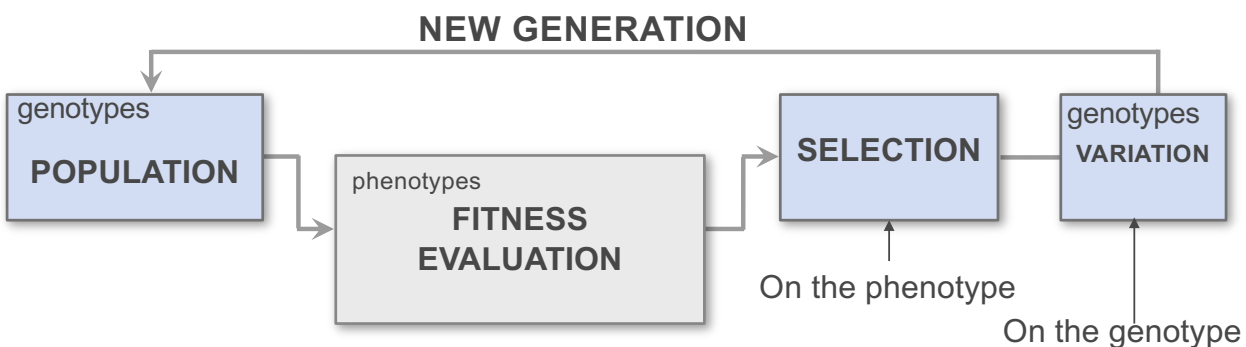 NEW GENERATION
genotypes
POPULATION
phenotypes
FITNESS
EVALUATION
SELECTION
genotypes
VARIATION
On the phenotype
On the genotype